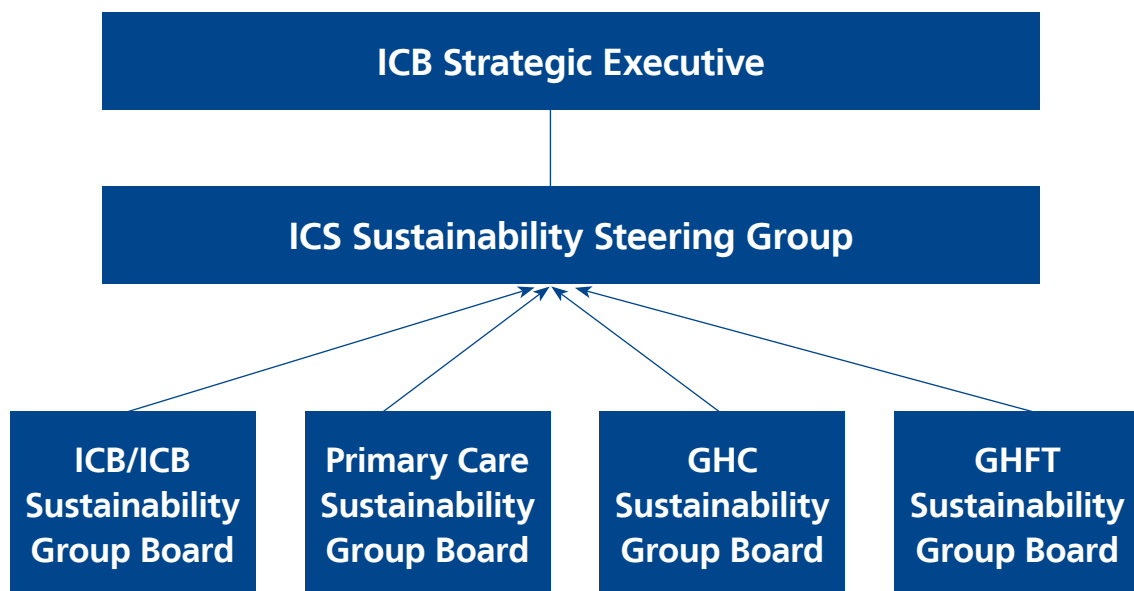 ICB Strategic Executive
ICS Sustainability Steering Group
ICB/ICB
Sustainability
Group Board
Primary Care
Sustainability
Group Board
GHC
Sustainability
Group Board
GHFT
Sustainability
Group Board